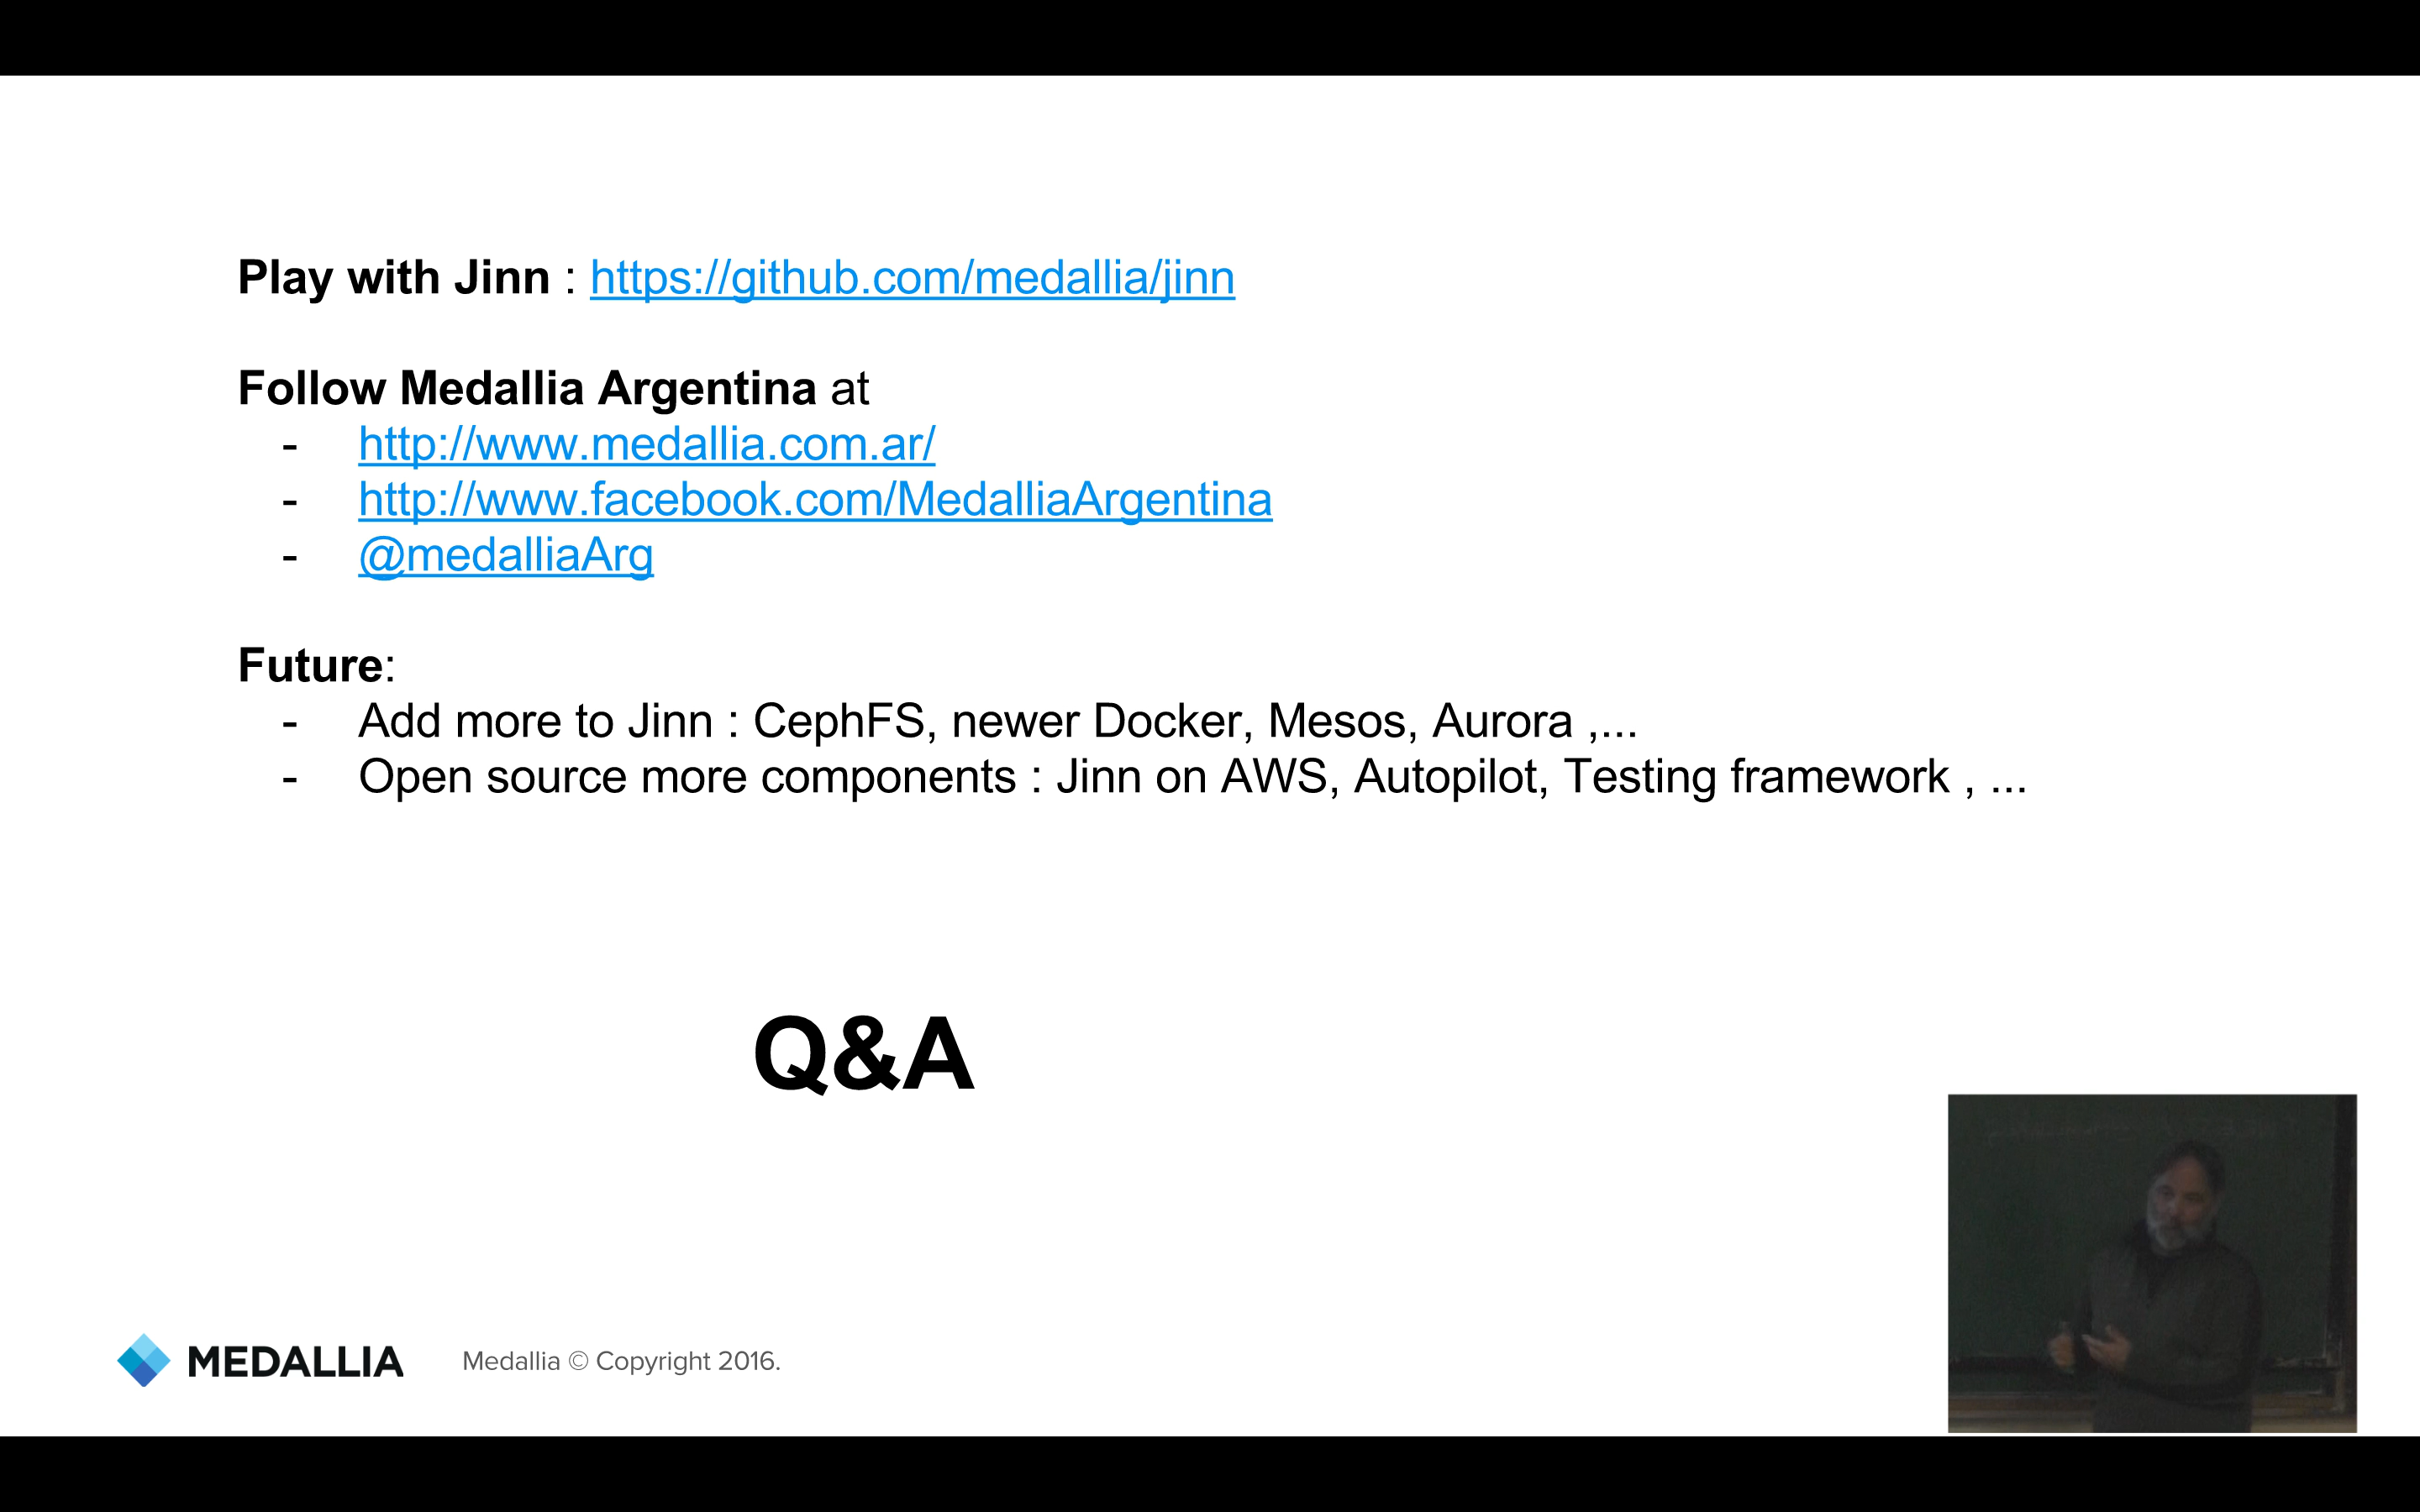 Play with Jinn : https://github.com/medallia/jinn
Follow Medallia Argentina at
- http://www.medallia.com.ar/
- http://www.facebook.com/MedalliaArgentina
- @medalliaArg
Future:
- Add more to Jinn : CephFS, newer Docker, Mesos, Aurora ,...
- Open source more components : Jinn on AWS, Autopilot, Testing framework , ...
Q&A
MEDALLIA Medallia © Copyright 2016.